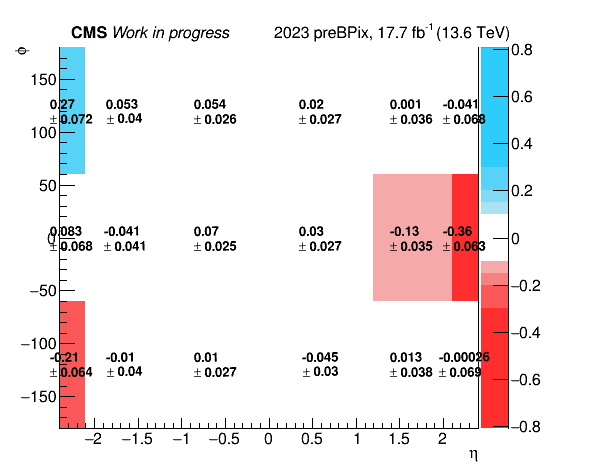 CMS Work in progress 2023 preBPix, 17.7 fb-1 (13.6 TeV)
ϕ
150
100
50
0
−50
−100
−150
0.27 0.053 0.054 0.02 0.001 -0.041
± 0.072 ± 0.04 ± 0.026 ± 0.027 ± 0.036 ± 0.068
0.083 -0.041 0.07 0.03 -0.13 -0.36
± 0.068 ± 0.041 ± 0.025 ± 0.027 ± 0.035 ± 0.063
-0.21 -0.01 0.01 -0.045 0.013 -0.00026
± 0.064 ± 0.04 ± 0.027 ± 0.03 ± 0.038 ± 0.069
−2 −1.5 −1 −0.5 0 0.5 1 1.5 2
η
0.8
0.6
0.4
0.2
0
−0.2
−0.4
−0.6
−0.8